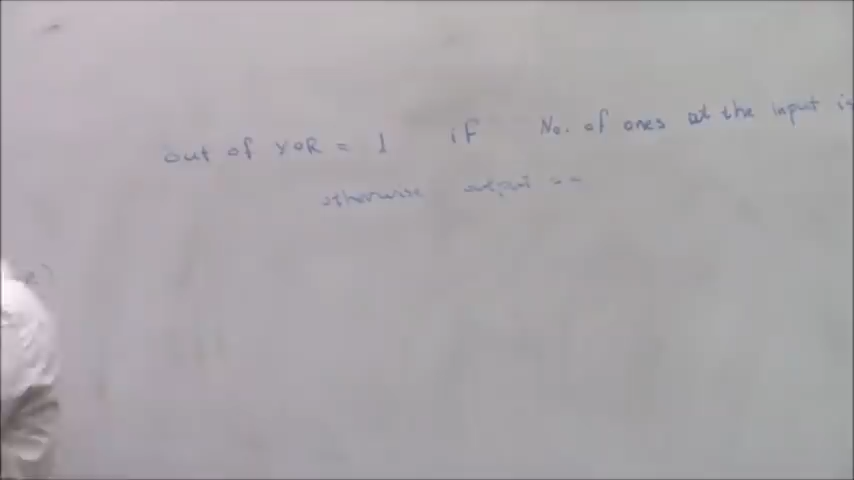 out of XOR = 1 if No. of ones at the input is
otherwise output =